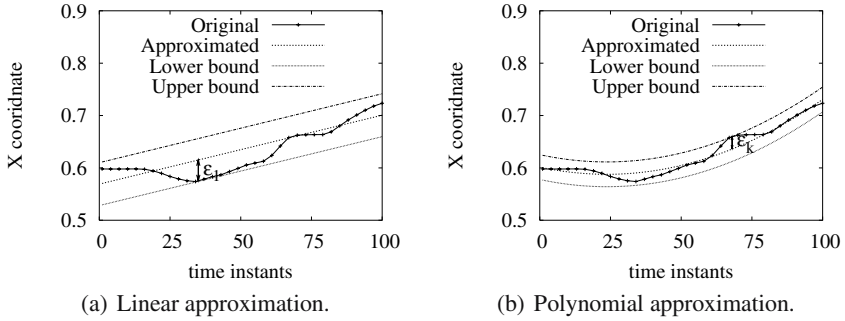 0.9
0.8
0.7
0.6
0.5
0 25 50 75 100
X cooridnate
time instants
Original
Approximated
Lower bound
Upper bound
ε1
(a) Linear approximation.
0.9
0.8
0.7
0.6
0.5
0 25 50 75 100
X cooridnate
time instants
Original
Approximated
Lower bound
Upper bound
εk
(b) Polynomial approximation.